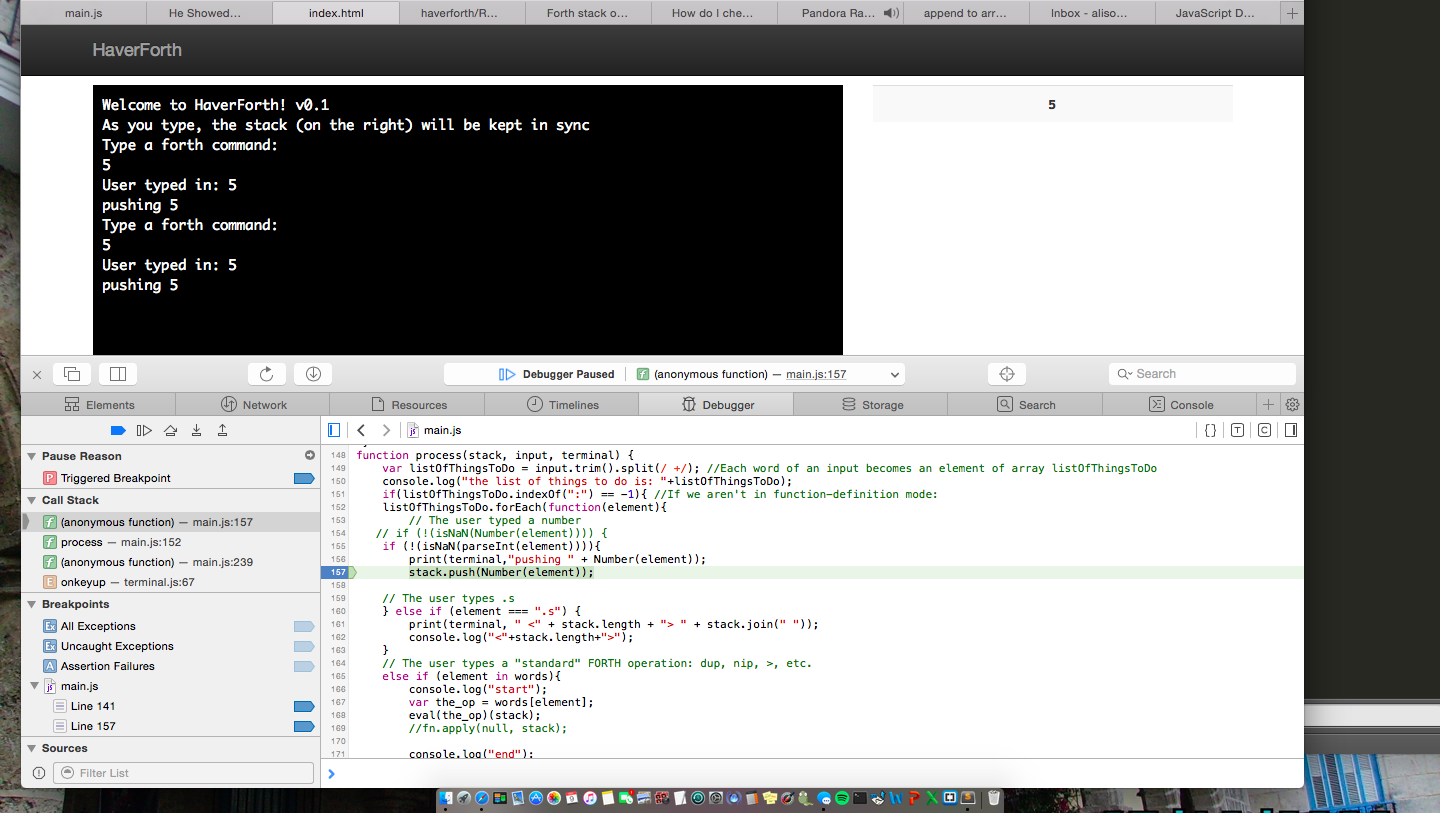 main.js He Showed... index.html haverforth/R... Forth stack o... How do I che... Pandora Ra... append to arr... Inbox - aliso... JavaScript D... +
HaverForth
Welcome to HaverForth! v0.1
As you type, the stack (on the right) will be kept in sync
Type a forth command:
5
User typed in: 5
pushing 5
Type a forth command:
5
User typed in: 5
pushing 5
5
Debugger Paused (anonymous function) — main.js:157
Search
Elements Network Resources Timelines Debugger Storage Search Console
main.js
Pause Reason
P Triggered Breakpoint
Call Stack
f (anonymous function) — main.js:157
f process — main.js:152
f (anonymous function) — main.js:239
E onkeyup — terminal.js:67
Breakpoints
Ex All Exceptions
Ex Uncaught Exceptions
A Assertion Failures
js main.js
Line 141
Line 157
Sources
Filter List
148 function process(stack, input, terminal) {
149 var listOfThingsToDo = input.trim().split(/ +/); //Each word of an input becomes an element of array listOfThingsToDo
150 console.log("the list of things to do is: "+listOfThingsToDo);
151 if(listOfThingsToDo.indexOf(":") == -1){ //If we aren't in function-definition mode:
152 listOfThingsToDo.forEach(function(element){
153 // The user typed a number
154 // if (!(isNaN(Number(element)))) {
155 if (!(isNaN(parseInt(element)))){
156 print(terminal,"pushing " + Number(element));
157 stack.push(Number(element));
158
159 // The user types .s
160 } else if (element === ".s") {
161 print(terminal, " <" + stack.length + "> " + stack.join(" "));
162 console.log("<"+stack.length+">");
163 }
164 // The user types a "standard" FORTH operation: dup, nip, >, etc.
165 else if (element in words){
166 console.log("start");
167 var the_op = words[element];
168 eval(the_op)(stack);
169 //fn.apply(null, stack);
170
171 console.log("end");